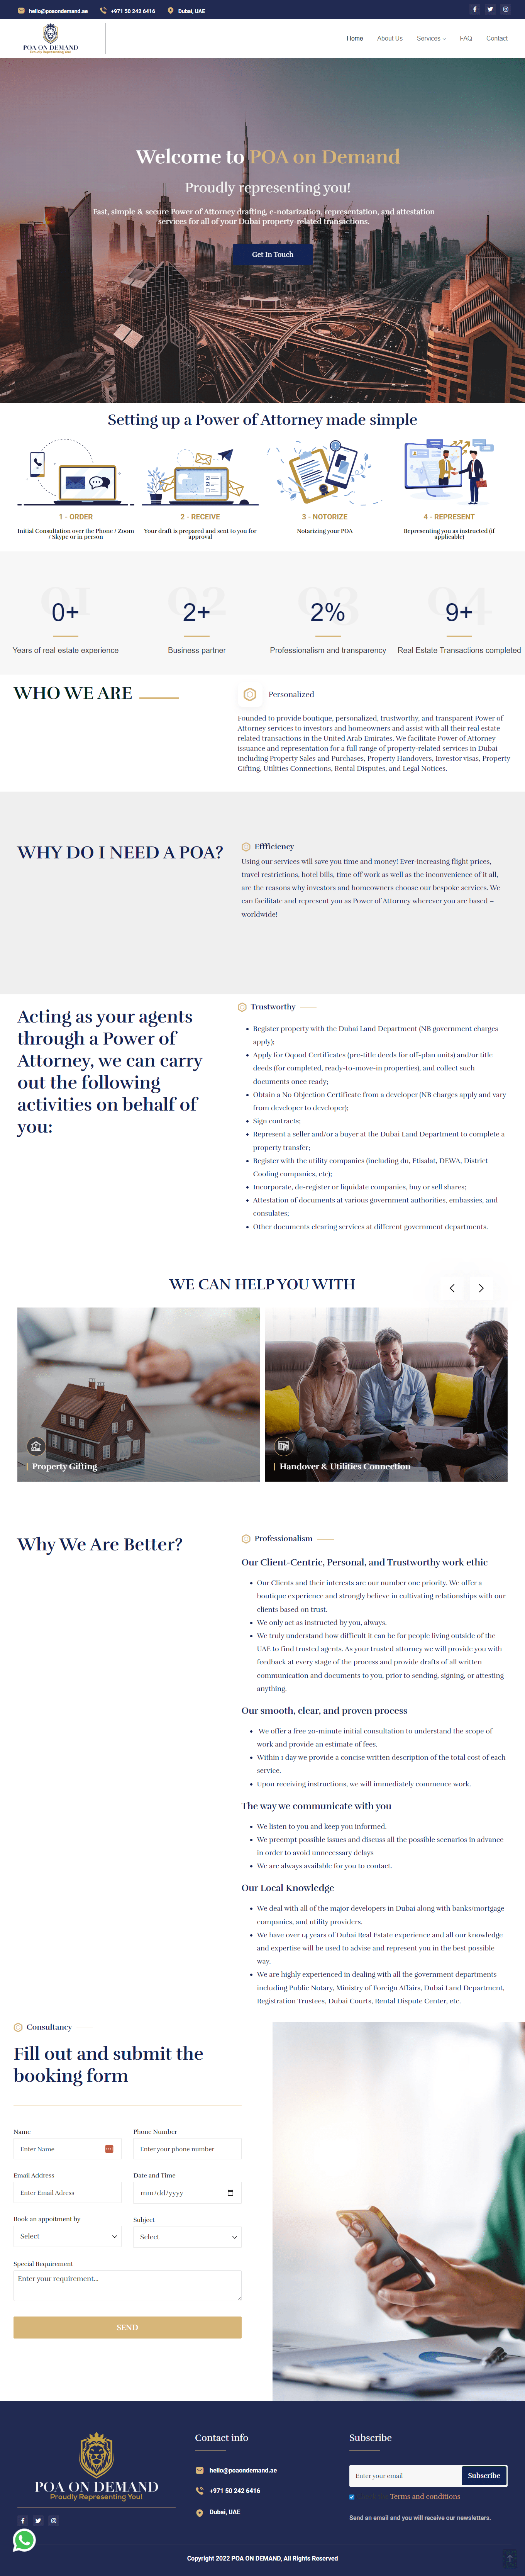 hello@poaondemand.ae
+971 50 242 6416
Dubai, UAE
POA ON DEMAND
Proudly Representing You!
Home
About Us
Services
FAQ
Contact
Welcome to POA on Demand
Proudly representing you!
Fast, simple & secure Power of Attorney drafting, e-notarization, representation, and attestation
services for all of your Dubai property-related transactions.
Get In Touch
Setting up a Power of Attorney made simple
1 - ORDER
Initial Consultation over the Phone / Zoom
/ Skype or in person
2 - RECEIVE
Your draft is prepared and sent to you for
approval
3 - NOTORIZE
Notarizing your POA
4 - REPRESENT
Representing you as instructed (if
applicable)
01
0+
Years of real estate experience
02
2+
Business partner
03
2%
Professionalism and transparency
04
9+
Real Estate Transactions completed
WHO WE ARE
Personalized
Founded to provide boutique, personalized, trustworthy, and transparent Power of
Attorney services to investors and homeowners and assist with all their real estate
related transactions in the United Arab Emirates. We facilitate Power of Attorney
issuance and representation for a full range of property-related services in Dubai
including Property Sales and Purchases, Property Handovers, Investor visas, Property
Gifting, Utilities Connections, Rental Disputes, and Legal Notices.
WHY DO I NEED A POA?
Effficiency
Using our services will save you time and money! Ever-increasing flight prices,
travel restrictions, hotel bills, time off work as well as the inconvenience of it all,
are the reasons why investors and homeowners choose our bespoke services. We
can facilitate and represent you as Power of Attorney wherever you are based –
worldwide!
Acting as your agents
through a Power of
Attorney, we can carry
out the following
activities on behalf of
you:
Trustworthy
Register property with the Dubai Land Department (NB government charges
apply);
Apply for Oqood Certificates (pre-title deeds for off-plan units) and/or title
deeds (for completed, ready-to-move-in properties), and collect such
documents once ready;
Obtain a No Objection Certificate from a developer (NB charges apply and vary
from developer to developer);
Sign contracts;
Represent a seller and/or a buyer at the Dubai Land Department to complete a
property transfer;
Register with the utility companies (including du, Etisalat, DEWA, District
Cooling companies, etc);
Incorporate, de-register or liquidate companies, buy or sell shares;
Attestation of documents at various government authorities, embassies, and
consulates;
Other documents clearing services at different government departments.
WE CAN HELP YOU WITH
Property Gifting
Handover & Utilities Connection
Why We Are Better?
Professionalism
Our Client-Centric, Personal, and Trustworthy work ethic
Our Clients and their interests are our number one priority. We offer a
boutique experience and strongly believe in cultivating relationships with our
clients based on trust.
We only act as instructed by you, always.
We truly understand how difficult it can be for people living outside of the
UAE to find trusted agents. As your trusted attorney we will provide you with
feedback at every stage of the process and provide drafts of all written
communication and documents to you, prior to sending, signing, or attesting
anything.
Our smooth, clear, and proven process
We offer a free 20-minute initial consultation to understand the scope of
work and provide an estimate of fees.
Within 1 day we provide a concise written description of the total cost of each
service.
Upon receiving instructions, we will immediately commence work.
The way we communicate with you
We listen to you and keep you informed.
We preempt possible issues and discuss all the possible scenarios in advance
in order to avoid unnecessary delays
We are always available for you to contact.
Our Local Knowledge
We deal with all of the major developers in Dubai along with banks/mortgage
companies, and utility providers.
We have over 14 years of Dubai Real Estate experience and all our knowledge
and expertise will be used to advise and represent you in the best possible
way.
We are highly experienced in dealing with all the government departments
including Public Notary, Ministry of Foreign Affairs, Dubai Land Department,
Registration Trustees, Dubai Courts, Rental Dispute Center, etc.
Consultancy
Fill out and submit the
booking form
Name
Phone Number
Enter Name
Enter your phone number
Email Address
Date and Time
Enter Email Adress
mm/dd/yyyy
Book an appoitment by
Subject
Select
Select
Special Requirement
Enter your requirement...
SEND
POA ON DEMAND
Proudly Representing You!
Contact info
hello@poaondemand.ae
+971 50 242 6416
Dubai, UAE
Subscribe
Enter your email
Subscribe
Terms and conditions
Send an email and you will receive our newsletters.
Copyright 2022 POA ON DEMAND, All Rights Reserved